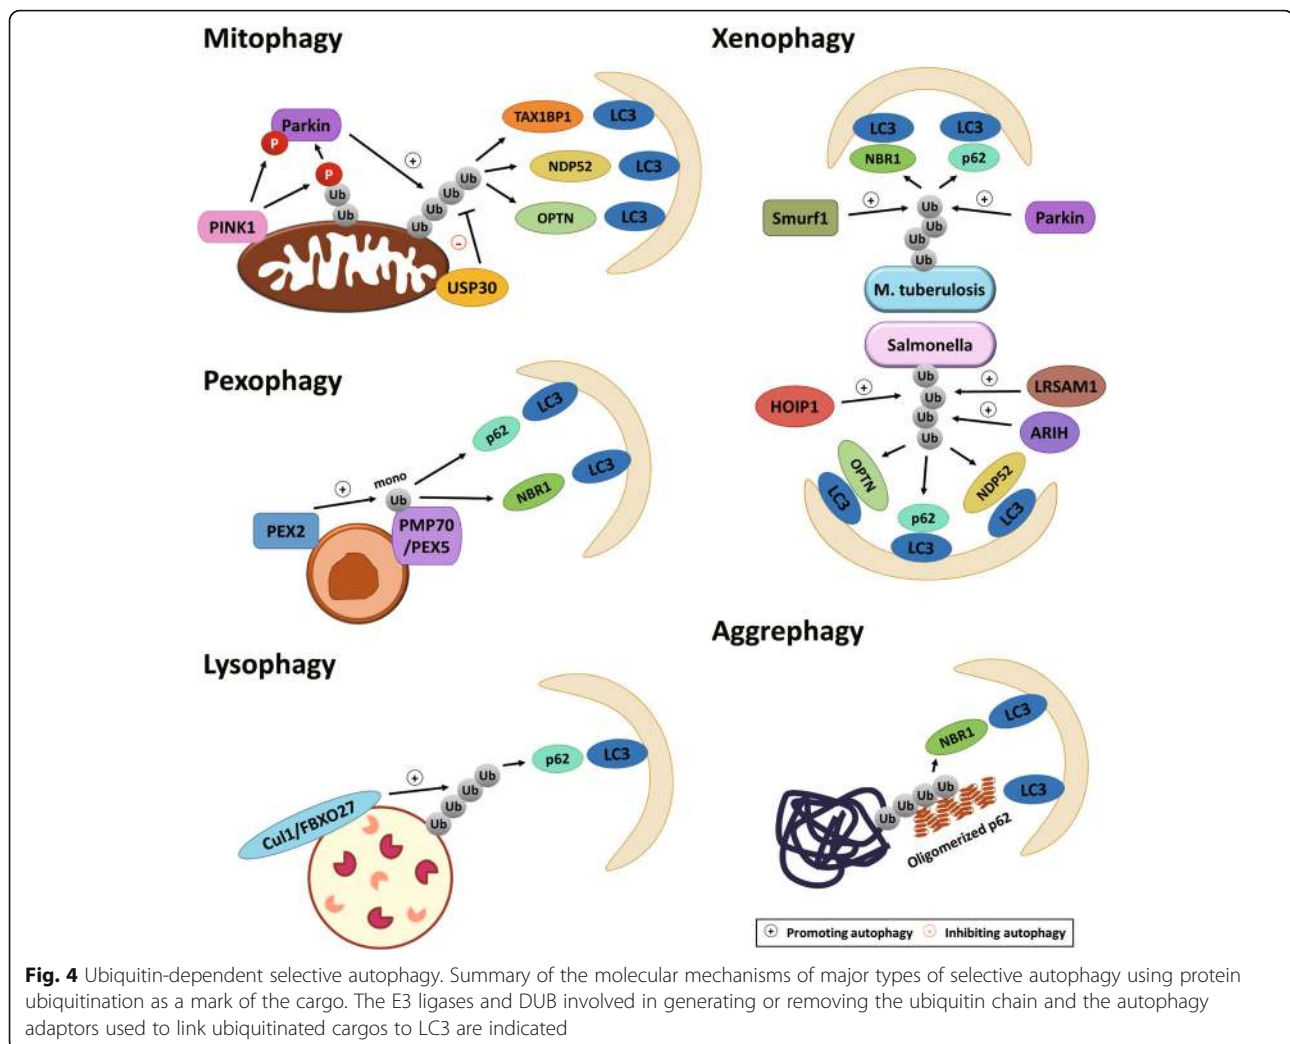 Mitophagy
Parkin
P
P
Ub
Ub
PINK1
+
Ub
Ub
Ub
Ub
-
USP30
TAX1BP1
LC3
NDP52
LC3
OPTN
LC3
Xenophagy
LC3
LC3
NBR1
p62
Smurf1
+
Ub
+
Parkin
Ub
Ub
Ub
M. tuberculosis
Salmonella
Ub
HOIP1
+
Ub
+
LRSAM1
Ub
+
ARIH
Ub
OPTN
LC3
p62
LC3
NDP52
LC3
Pexophagy
PEX2
+
mono
Ub
PMP70
/PEX5
p62
LC3
NBR1
LC3
Lysophagy
Cul1/FBXO27
+
Ub
Ub
Ub
Ub
p62
LC3
Aggrephagy
Ub
Ub
Ub
Ub
NBR1
LC3
LC3
Oligomerized p62
+ Promoting autophagy - Inhibiting autophagy
Fig. 4 Ubiquitin-dependent selective autophagy. Summary of the molecular mechanisms of major types of selective autophagy using protein
ubiquitination as a mark of the cargo. The E3 ligases and DUB involved in generating or removing the ubiquitin chain and the autophagy
adaptors used to link ubiquitinated cargos to LC3 are indicated